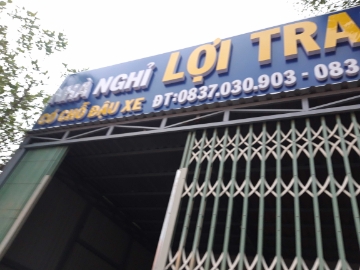 NHÀ NGHỈ LỢI TRA
CÓ CHỖ ĐẬU XE ĐT:0837.030.903 - 083